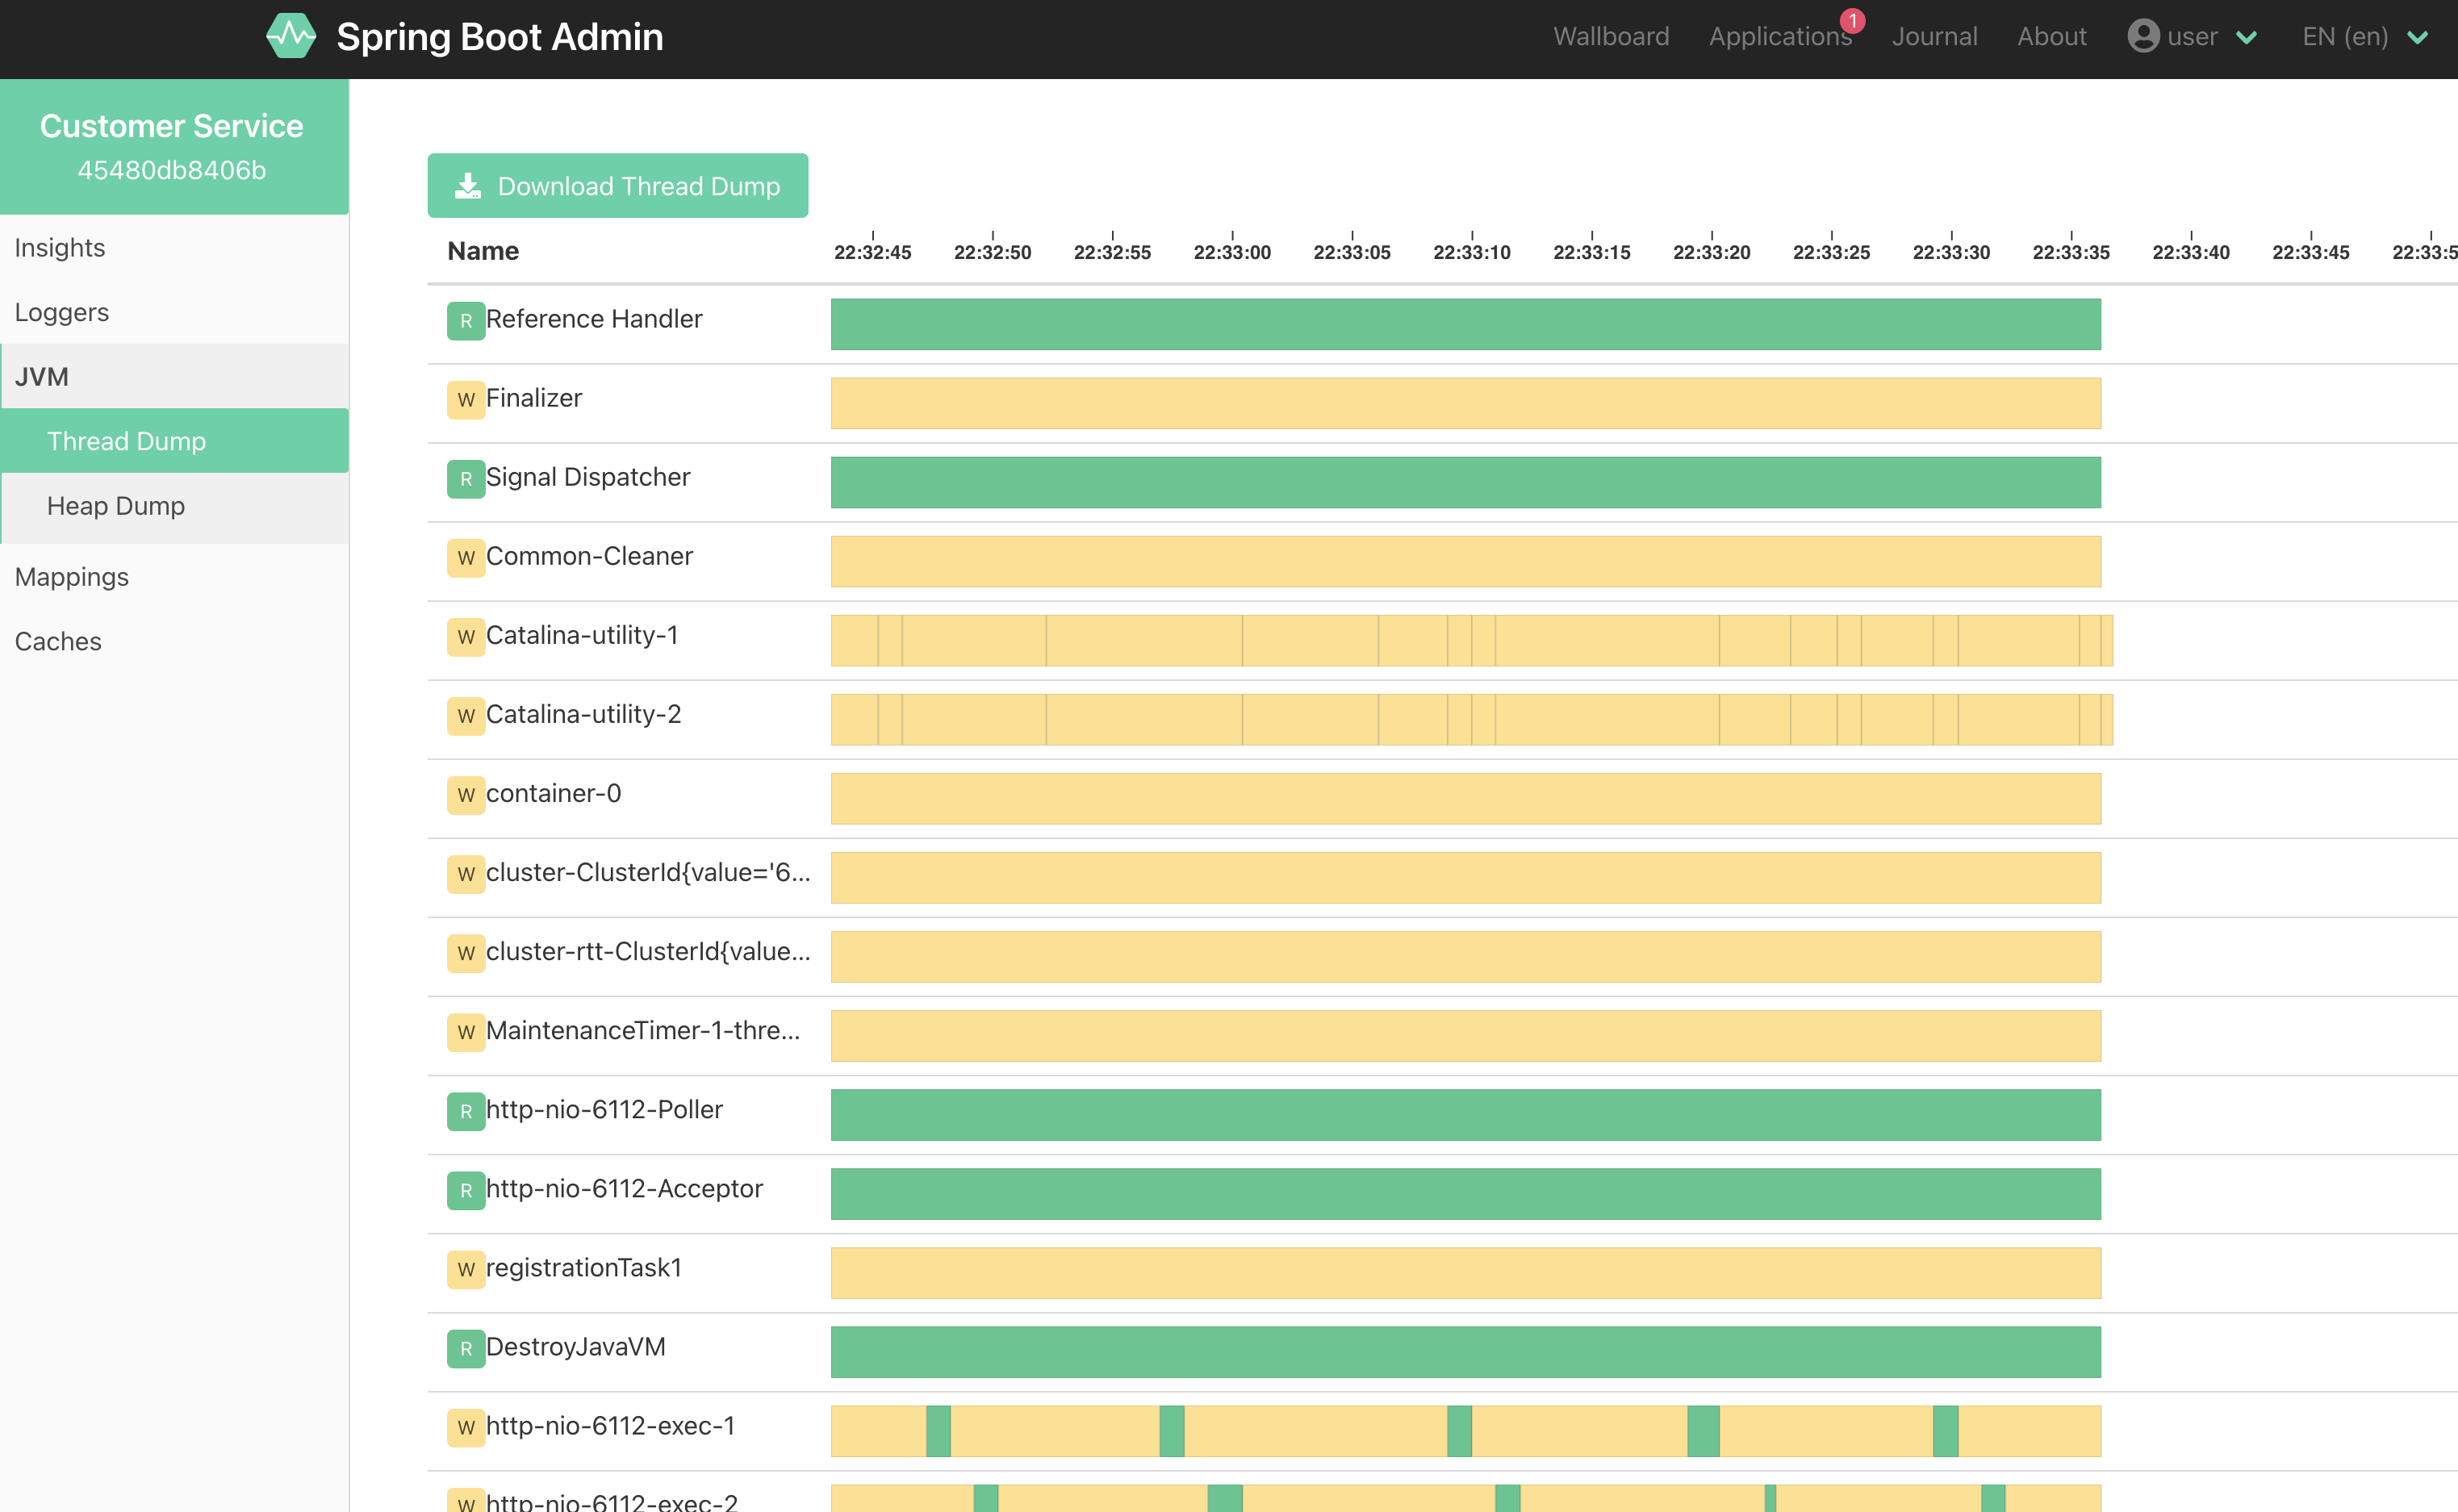 Spring Boot Admin
Wallboard Applications 1 Journal About user EN (en)
Customer Service
45480db8406b
Insights
Loggers
JVM
Thread Dump
Heap Dump
Mappings
Caches
Download Thread Dump
Name 22:32:45 22:32:50 22:32:55 22:33:00 22:33:05 22:33:10 22:33:15 22:33:20 22:33:25 22:33:30 22:33:35 22:33:40 22:33:45 22:33:5
R Reference Handler
W Finalizer
R Signal Dispatcher
W Common-Cleaner
W Catalina-utility-1
W Catalina-utility-2
W container-0
W cluster-ClusterId{value='6...
W cluster-rtt-ClusterId{value...
W MaintenanceTimer-1-thre...
R http-nio-6112-Poller
R http-nio-6112-Acceptor
W registrationTask1
R DestroyJavaVM
W http-nio-6112-exec-1
W http-nio-6112-exec-2